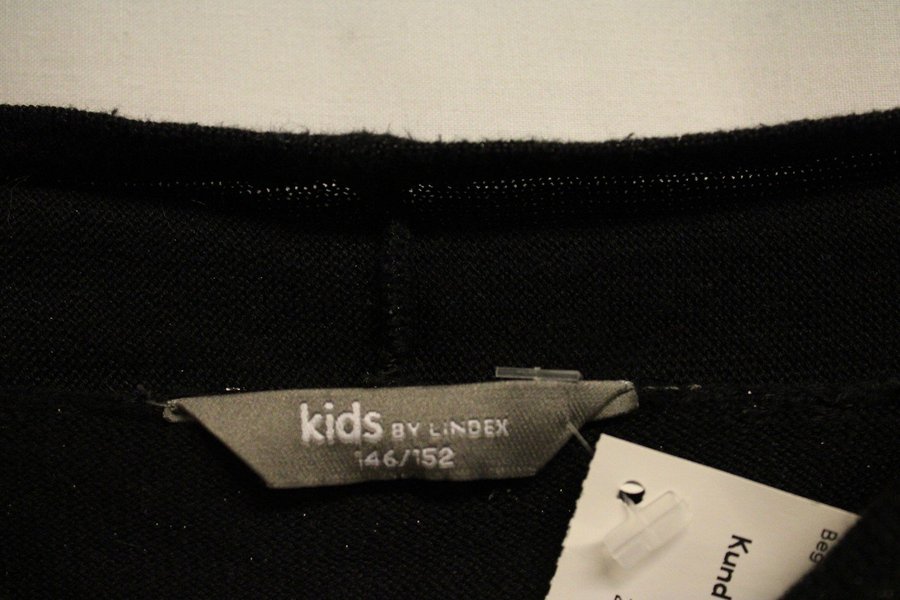 kids BY LINDEX
146/152
Beg
Kund